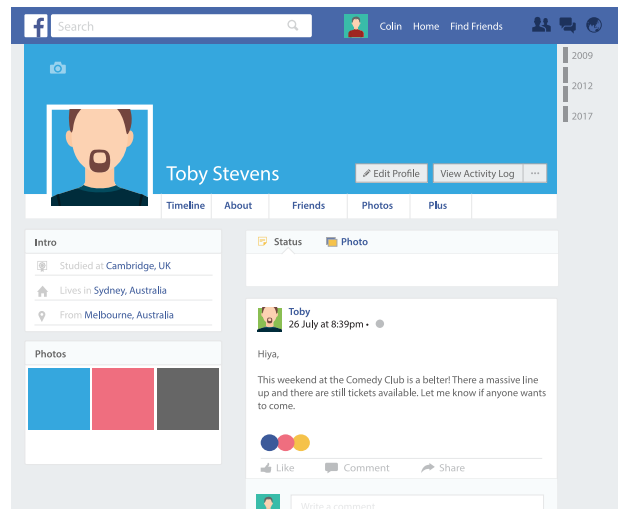 f Search Colin Home Find Friends
2009
2012
2017
Toby Stevens
Edit Profile View Activity Log ...
Timeline About Friends Photos Plus
Intro
Studied at Cambridge, UK
Lives in Sydney, Australia
From Melbourne, Australia
Photos
Status Photo
Toby
26 July at 8:39pm •
Hiya,
This weekend at the Comedy Club is a belter! There a massive line
up and there are still tickets available. Let me know if anyone wants
to come.
Like Comment Share
Write a comment